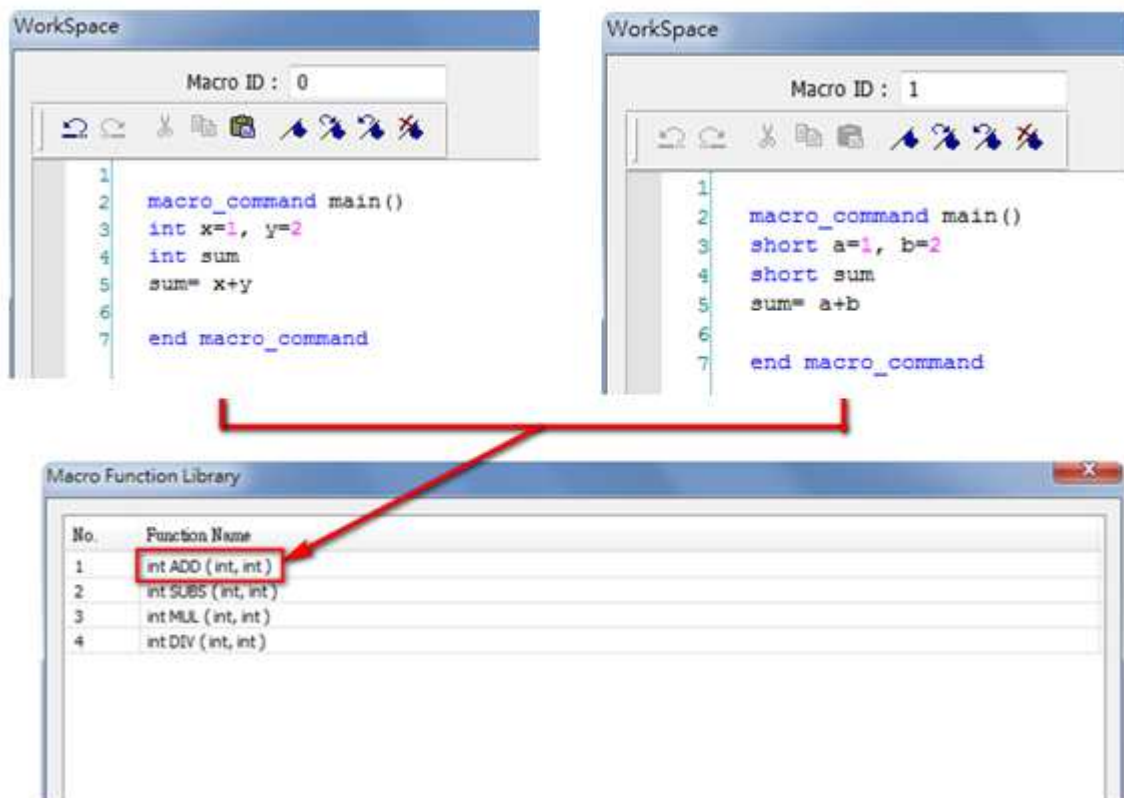 WorkSpace
Macro ID : 0
1
2 macro_command main()
3 int x=1, y=2
4 int sum
5 sum= x+y
6
7 end macro_command
WorkSpace
Macro ID : 1
1
2 macro_command main()
3 short a=1, b=2
4 short sum
5 sum= a+b
6
7 end macro_command
Macro Function Library
No. Function Name
1 int ADD ( int, int )
2 int SUBS ( int, int )
3 int MUL ( int, int )
4 int DIV ( int, int )